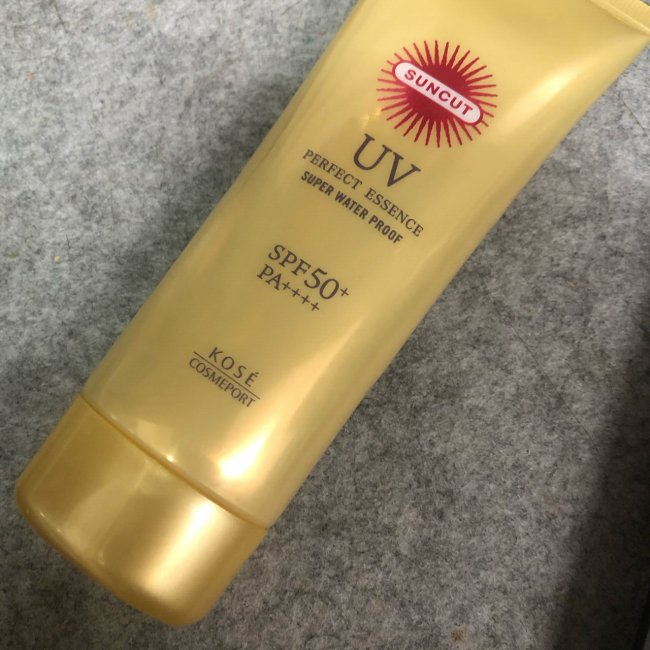 SUNCUT
UV
PERFECT ESSENCE
SUPER WATER PROOF
SPF50+
PA++++
KOSÉ
COSMEPORT